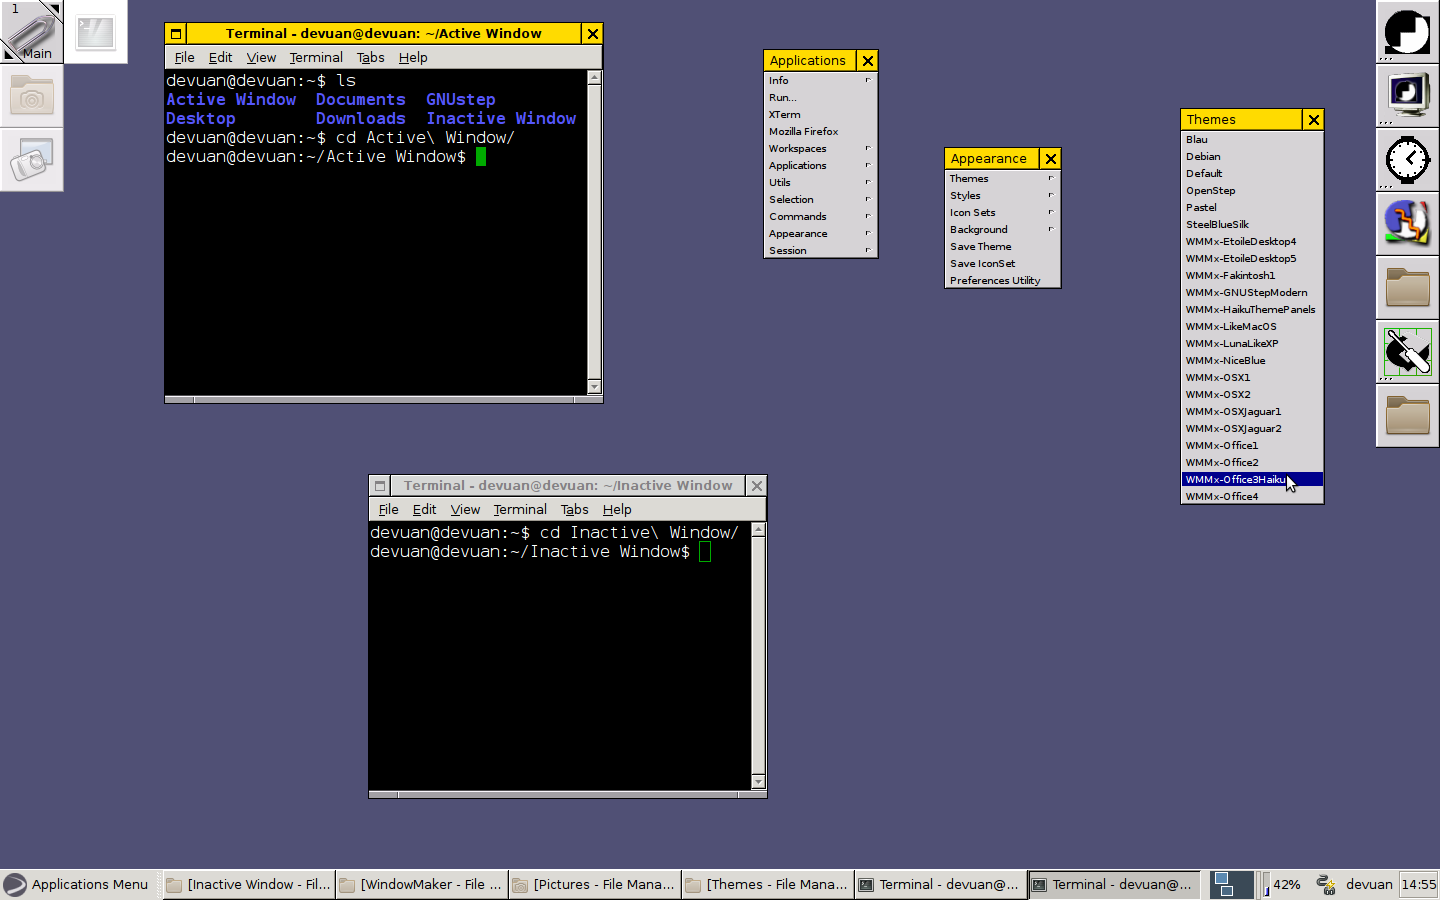 1
Main
Terminal - devuan@devuan: ~/Active Window
File Edit View Terminal Tabs Help
devuan@devuan:~$ ls
Active Window Documents GNUstep
Desktop Downloads Inactive Window
devuan@devuan:~$ cd Active\ Window/
devuan@devuan:~/Active Window$
Applications
Info
Run...
XTerm
Mozilla Firefox
Workspaces
Applications
Utils
Selection
Commands
Appearance
Session
Appearance
Themes
Styles
Icon Sets
Background
Save Theme
Save IconSet
Preferences Utility
Themes
Blau
Debian
Default
OpenStep
Pastel
SteelBlueSilk
WMMx-EtoileDesktop4
WMMx-EtoileDesktop5
WMMx-Fakintosh1
WMMx-GNUStepModern
WMMx-HaikuThemePanels
WMMx-LikeMacOS
WMMx-LunaLikeXP
WMMx-NiceBlue
WMMx-OSX1
WMMx-OSX2
WMMx-OSXJaguar1
WMMx-OSXJaguar2
WMMx-Office1
WMMx-Office2
WMMx-Office3Haiku
WMMx-Office4
Terminal - devuan@devuan: ~/Inactive Window
File Edit View Terminal Tabs Help
devuan@devuan:~$ cd Inactive\ Window/
devuan@devuan:~/Inactive Window$
Applications Menu [Inactive Window - Fil... [WindowMaker - File ... [Pictures - File Mana... [Themes - File Mana... Terminal - devuan@... Terminal - devuan@... 42% devuan 14:55